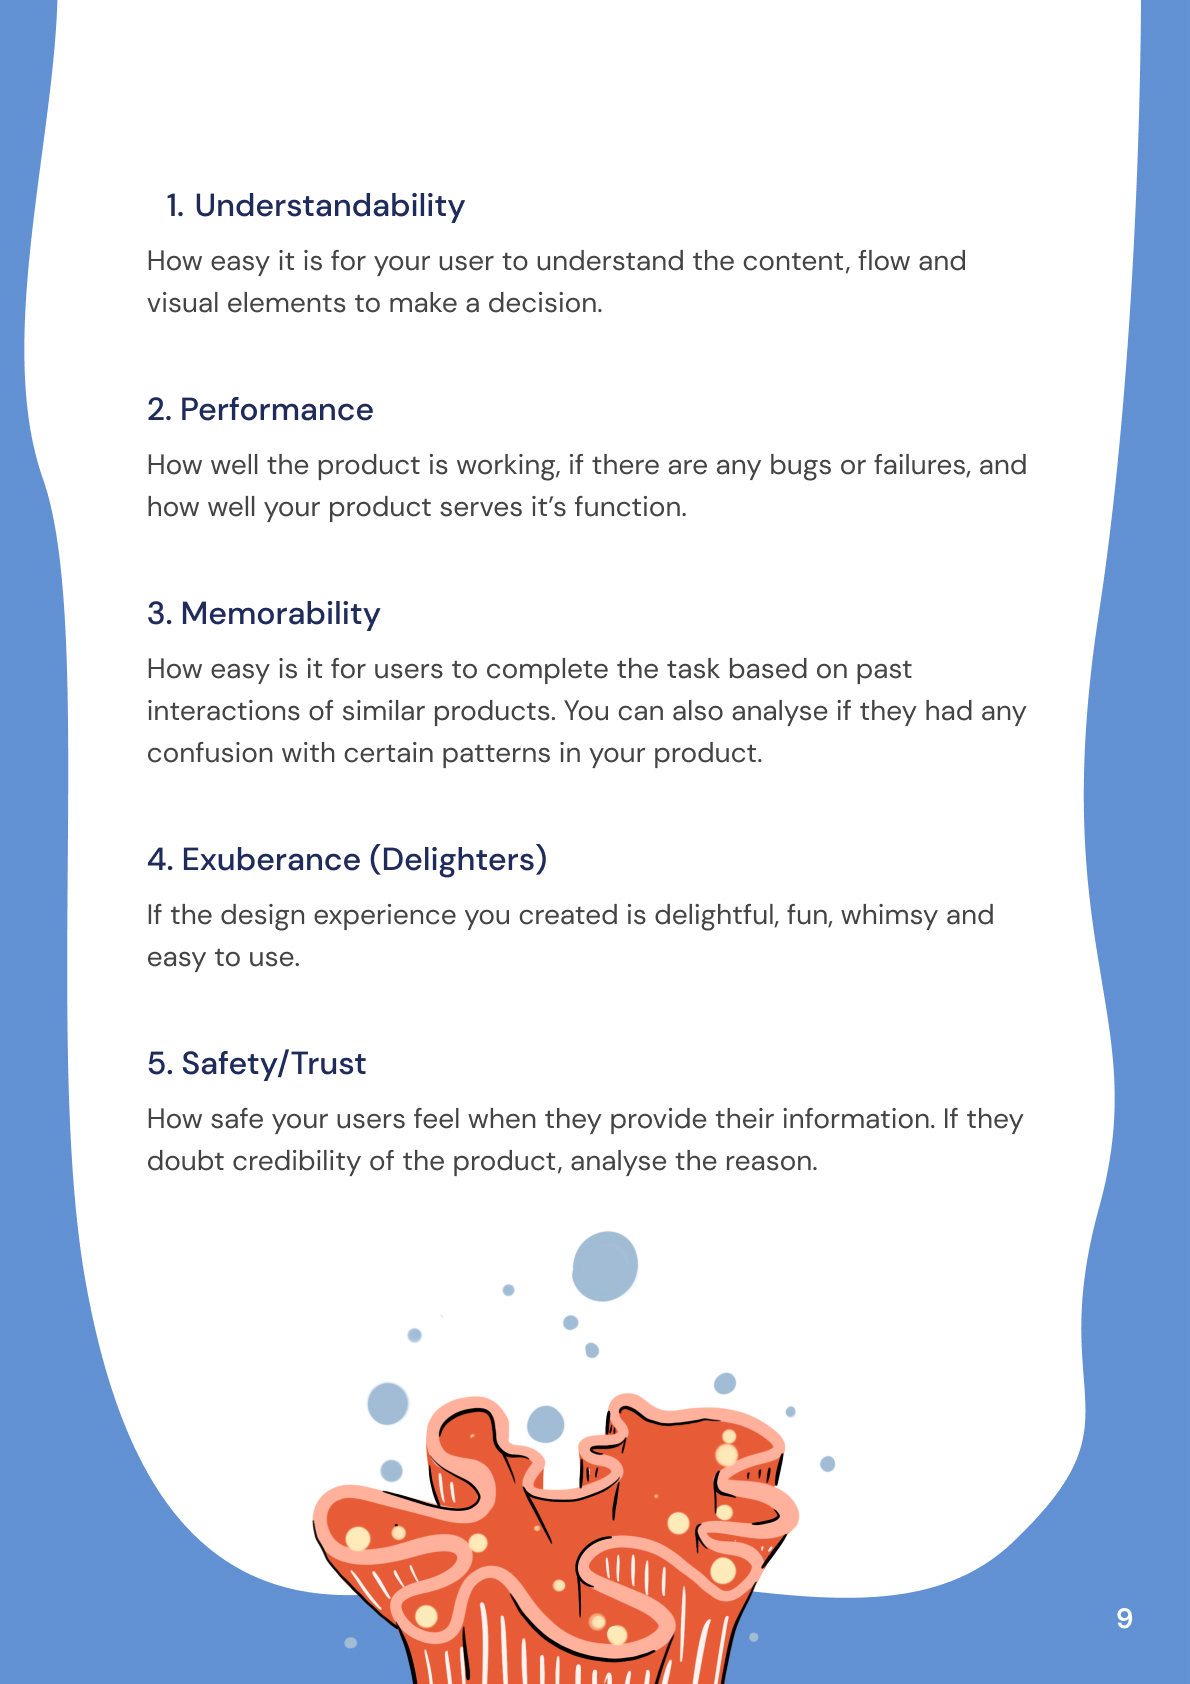 1. Understandability
How easy it is for your user to understand the content, flow and
visual elements to make a decision.
2. Performance
How well the product is working, if there are any bugs or failures, and
how well your product serves it’s function.
3. Memorability
How easy is it for users to complete the task based on past
interactions of similar products. You can also analyse if they had any
confusion with certain patterns in your product.
4. Exuberance (Delighters)
If the design experience you created is delightful, fun, whimsy and
easy to use.
5. Safety/Trust
How safe your users feel when they provide their information. If they
doubt credibility of the product, analyse the reason.
9